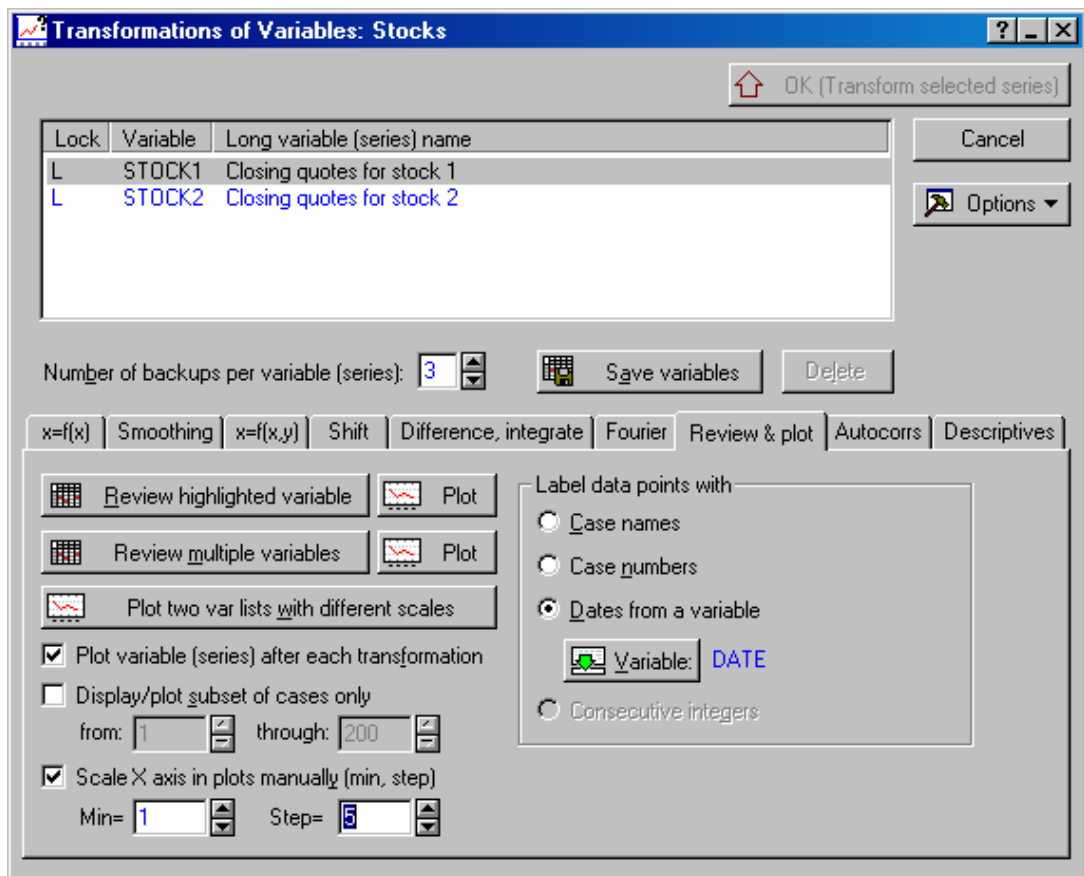 Transformations of Variables: Stocks
OK (Transform selected series)
Lock Variable Long variable (series) name
Cancel
L STOCK1 Closing quotes for stock 1
L STOCK2 Closing quotes for stock 2
Options
Number of backups per variable (series): 3 Save variables Delete
x=f(x) Smoothing x=f(x,y) Shift Difference, integrate Fourier Review & plot Autocorrs Descriptives
Review highlighted variable Plot
Label data points with
Case names
Review multiple variables Plot
Case numbers
Plot two var lists with different scales
Dates from a variable
Plot variable (series) after each transformation
Variable: DATE
Display/plot subset of cases only
Consecutive integers
from: 1 through: 200
Scale X axis in plots manually (min, step)
Min= 1 Step= 5